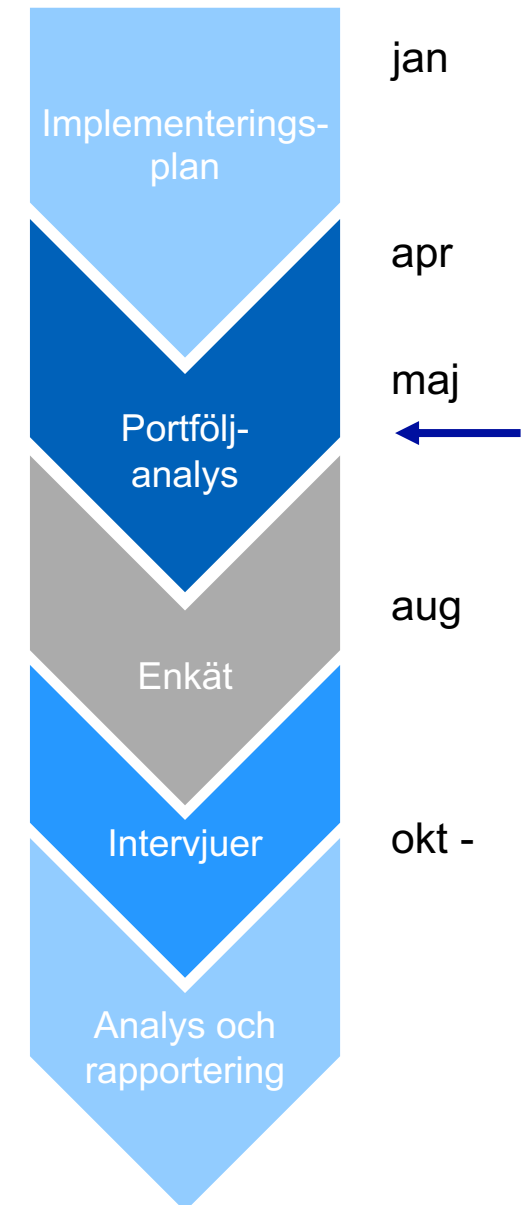 jan
Implementerings-
plan
apr
maj
Portfölj-
analys
aug
Enkät
Intervjuer
okt -
Analys och
rapportering